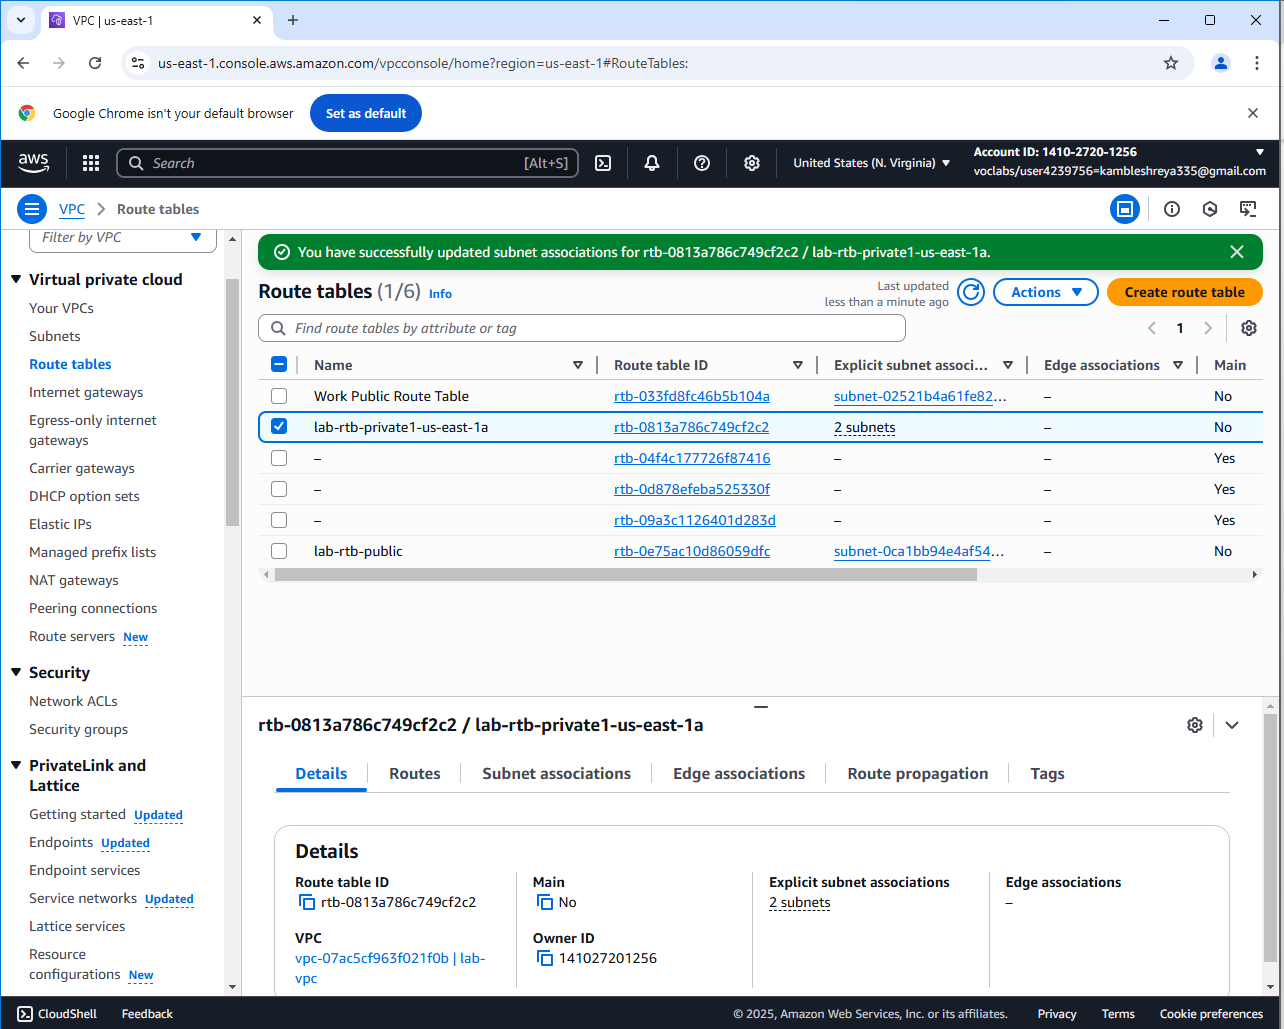 VPC | us-east-1
us-east-1.console.aws.amazon.com/vpcconsole/home?region=us-east-1#RouteTables:
Google Chrome isn't your default browser
Set as default
aws
Search
[Alt+S]
United States (N. Virginia)
Account ID: 1410-2720-1256
voclabs/user4239756=kambleshreya335@gmail.com
VPC
Route tables
Filter by VPC
Virtual private cloud
Your VPCs
Subnets
Route tables
Internet gateways
Egress-only internet
gateways
Carrier gateways
DHCP option sets
Elastic IPs
Managed prefix lists
NAT gateways
Peering connections
Route servers New
Security
Network ACLs
Security groups
PrivateLink and
Lattice
Getting started Updated
Endpoints Updated
Endpoint services
Service networks Updated
Lattice services
Resource
configurations New
You have successfully updated subnet associations for rtb-0813a786c749cf2c2 / lab-rtb-private1-us-east-1a.
Route tables (1/6) Info
Last updated
less than a minute ago
Actions
Create route table
Find route tables by attribute or tag
1
Name Route table ID Explicit subnet associ... Edge associations Main
Work Public Route Table rtb-033fd8fc46b5b104a subnet-02521b4a61fe82... – No
lab-rtb-private1-us-east-1a rtb-0813a786c749cf2c2 2 subnets – No
– rtb-04f4c177726f87416 – – Yes
– rtb-0d878efeba525330f – – Yes
– rtb-09a3c1126401d283d – – Yes
lab-rtb-public rtb-0e75ac10d86059dfc subnet-0ca1bb94e4af54... – No
rtb-0813a786c749cf2c2 / lab-rtb-private1-us-east-1a
Details Routes Subnet associations Edge associations Route propagation Tags
Details
Route table ID
rtb-0813a786c749cf2c2
Main
No
Explicit subnet associations
2 subnets
Edge associations
–
VPC
vpc-07ac5cf963f021f0b | lab-
vpc
Owner ID
141027201256
CloudShell
Feedback
© 2025, Amazon Web Services, Inc. or its affiliates.
Privacy
Terms
Cookie preferences